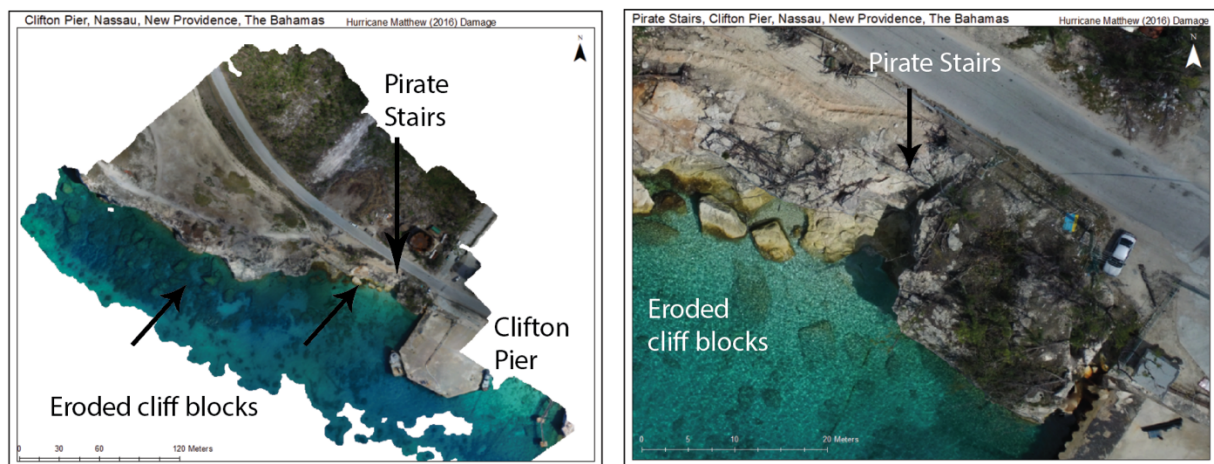 Clifton Pier, Nassau, New Providence, The Bahamas
Hurricane Matthew (2016) Damage
N
Pirate
Stairs
Clifton
Pier
Eroded cliff blocks
0 30 60 120 Meters
Pirate Stairs, Clifton Pier, Nassau, New Providence, The Bahamas
Hurricane Matthew (2016) Damage
N
Pirate Stairs
Eroded
cliff blocks
0 5 10 20 Meters